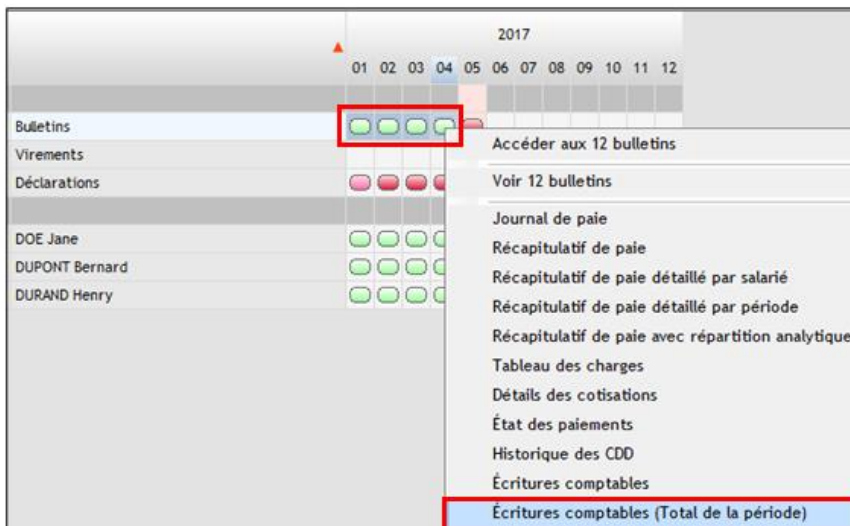 2017
01 02 03 04 05 06 07 08 09 10 11 12
Bulletins
Virements
Déclarations
DOE Jane
DUPONT Bernard
DURAND Henry
Accéder aux 12 bulletins
Voir 12 bulletins
Journal de paie
Récapitulatif de paie
Récapitulatif de paie détaillé par salarié
Récapitulatif de paie détaillé par période
Récapitulatif de paie avec répartition analytique
Tableau des charges
Détails des cotisations
État des paiements
Historique des CDD
Écritures comptables
Écritures comptables (Total de la période)